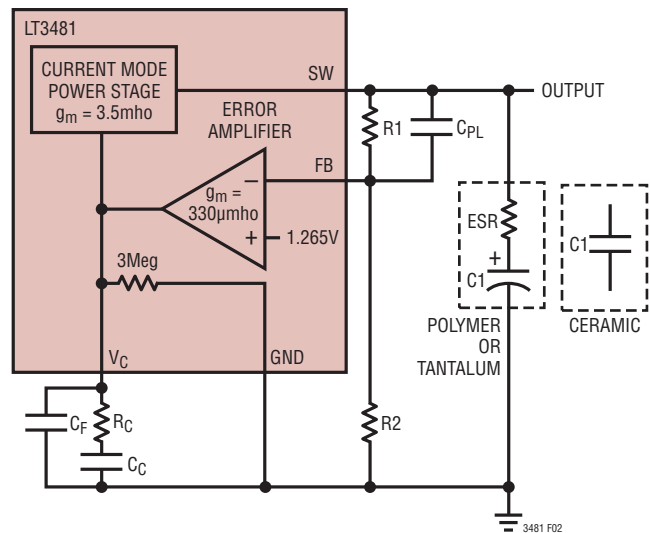 LT3481
CURRENT MODE
POWER STAGE
gm = 3.5mho
SW
OUTPUT
ERROR
AMPLIFIER
R1
CPL
FB
gm =
330µmho
−
+
1.265V
3Meg
ESR
+
C1
C1
POLYMER
OR
TANTALUM
CERAMIC
VC
GND
CF
RC
CC
R2
3481 F02